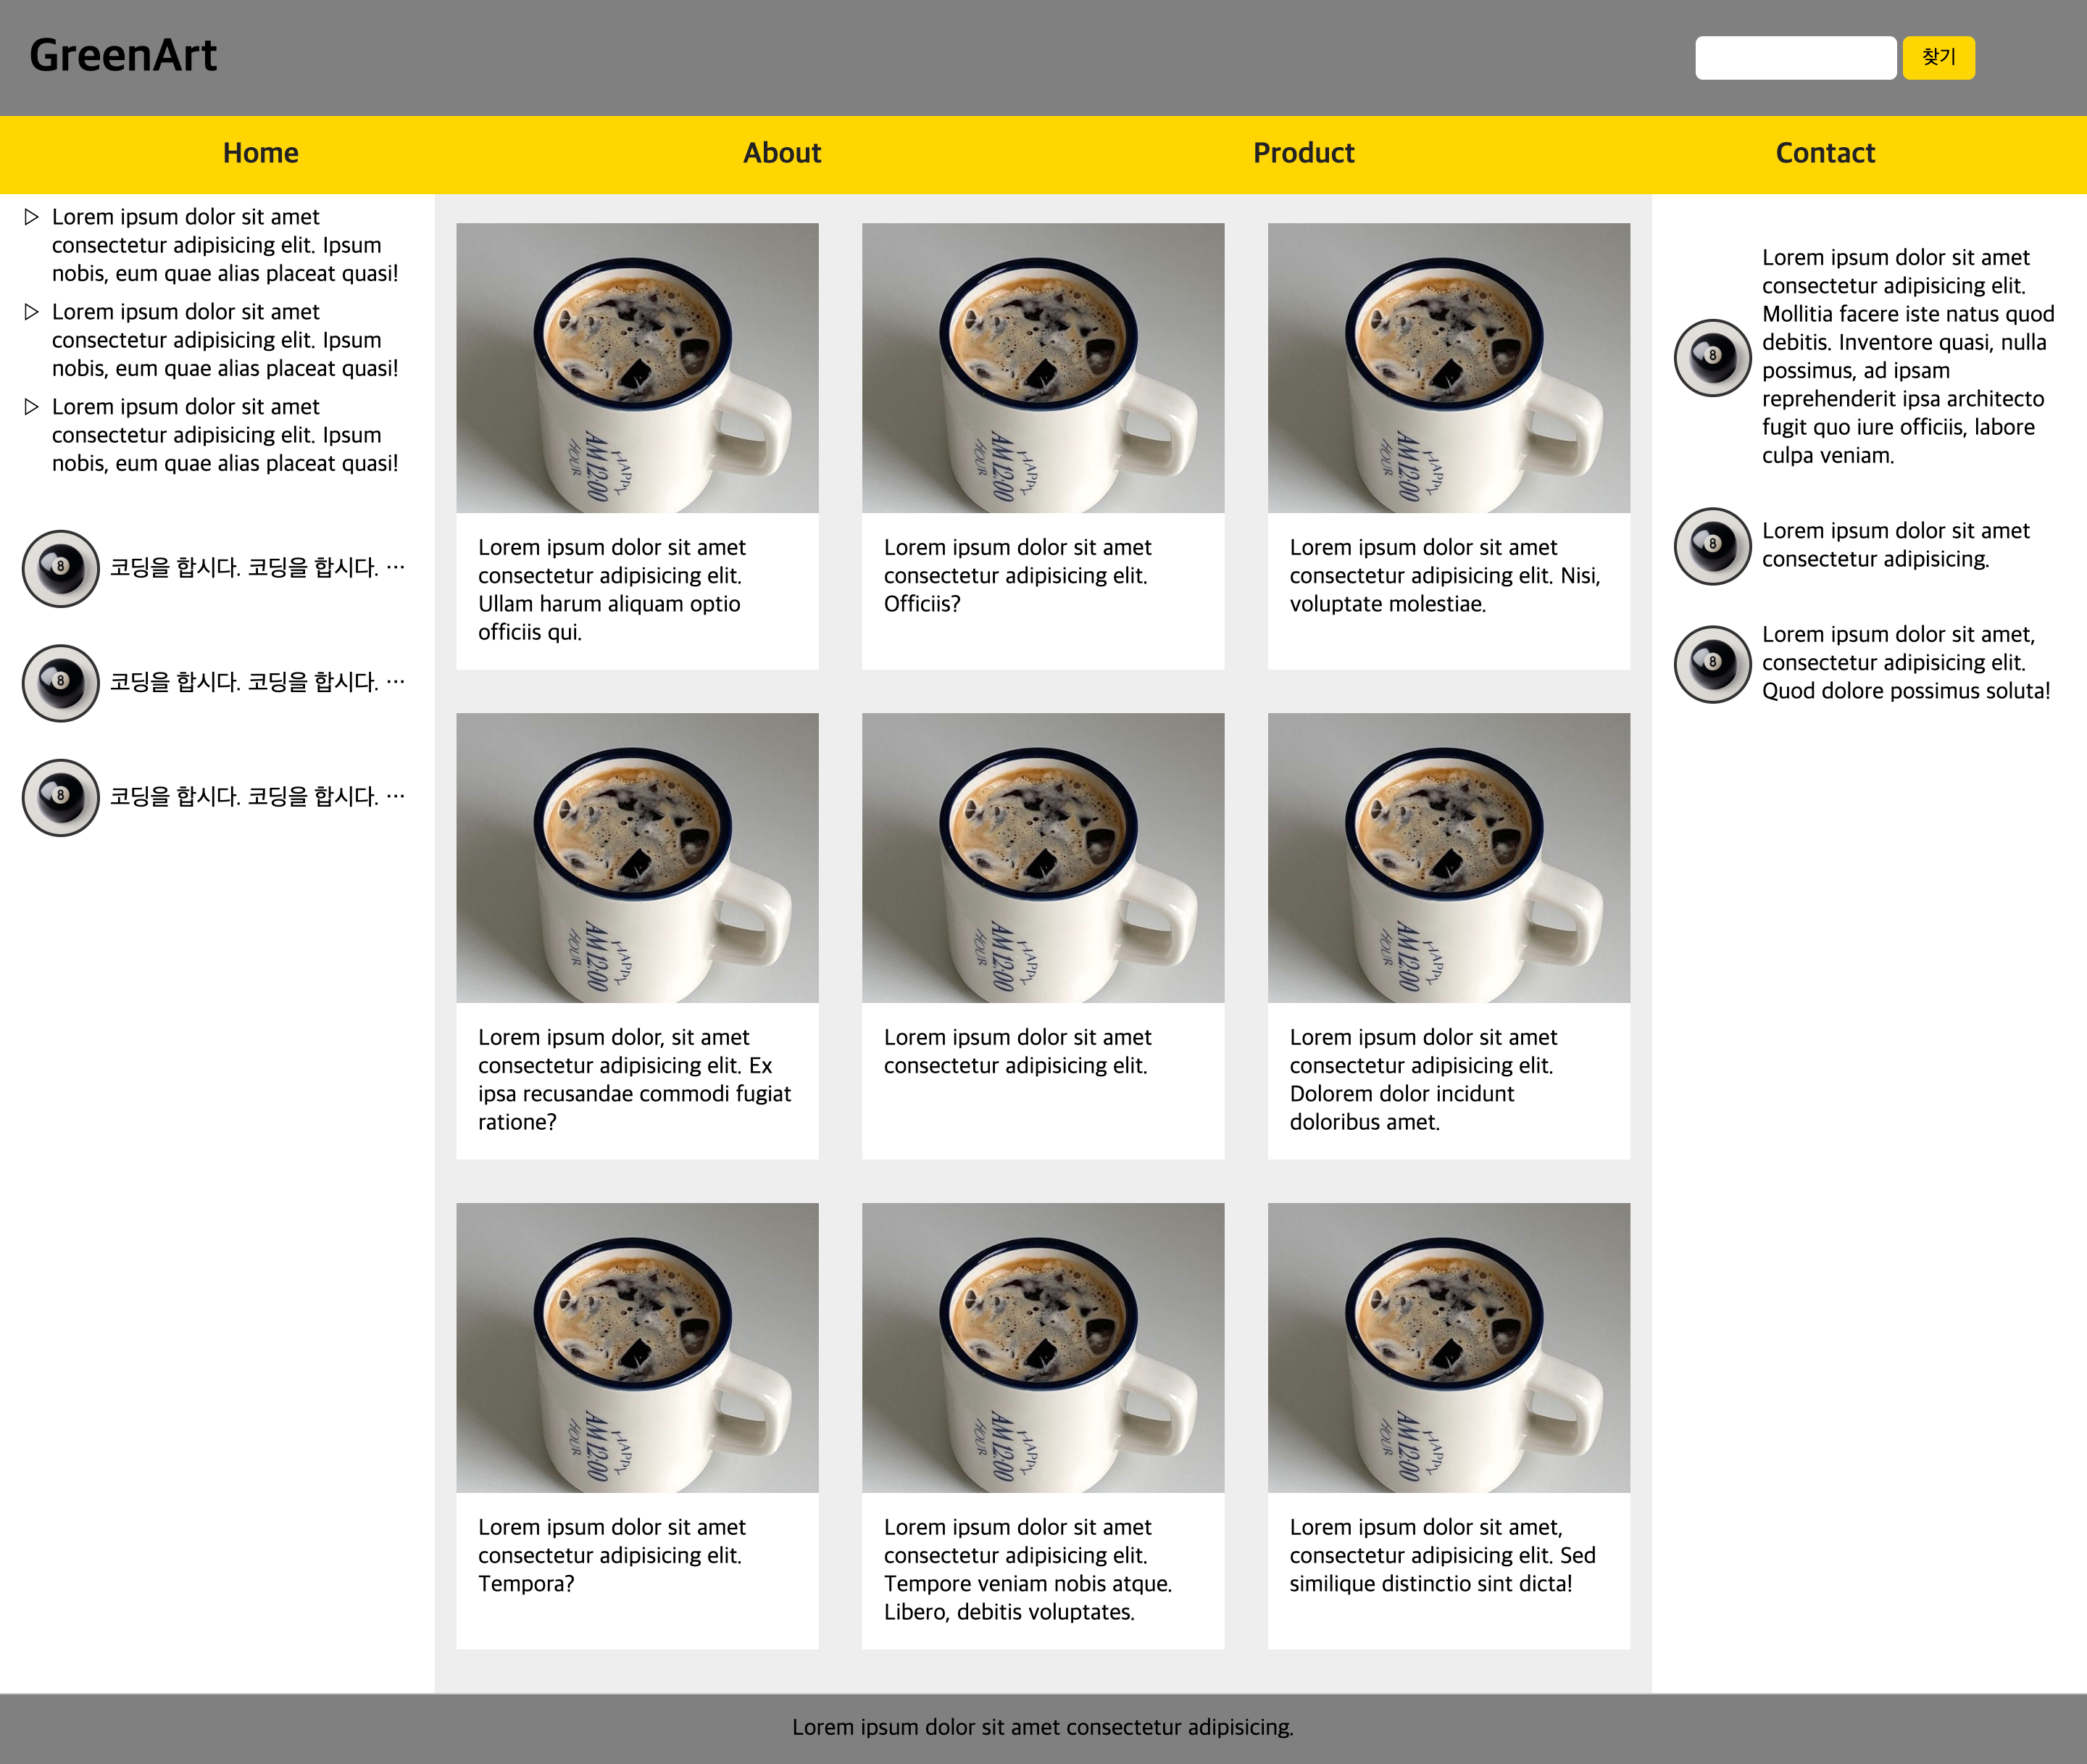 GreenArt
찾기
Home
About
Product
Contact
▷ Lorem ipsum dolor sit amet
consectetur adipisicing elit. Ipsum
nobis, eum quae alias placeat quasi!
▷ Lorem ipsum dolor sit amet
consectetur adipisicing elit. Ipsum
nobis, eum quae alias placeat quasi!
▷ Lorem ipsum dolor sit amet
consectetur adipisicing elit. Ipsum
nobis, eum quae alias placeat quasi!
8
코딩을 합시다. 코딩을 합시다. …
8
코딩을 합시다. 코딩을 합시다. …
8
코딩을 합시다. 코딩을 합시다. …
HAPPY
AM 12:00
HOUR
Lorem ipsum dolor sit amet
consectetur adipisicing elit.
Ullam harum aliquam optio
officiis qui.
HAPPY
AM 12:00
HOUR
Lorem ipsum dolor sit amet
consectetur adipisicing elit.
Officiis?
HAPPY
AM 12:00
HOUR
Lorem ipsum dolor sit amet
consectetur adipisicing elit. Nisi,
voluptate molestiae.
HAPPY
AM 12:00
HOUR
Lorem ipsum dolor, sit amet
consectetur adipisicing elit. Ex
ipsa recusandae commodi fugiat
ratione?
HAPPY
AM 12:00
HOUR
Lorem ipsum dolor sit amet
consectetur adipisicing elit.
HAPPY
AM 12:00
HOUR
Lorem ipsum dolor sit amet
consectetur adipisicing elit.
Dolorem dolor incidunt
doloribus amet.
HAPPY
AM 12:00
HOUR
Lorem ipsum dolor sit amet
consectetur adipisicing elit.
Tempora?
HAPPY
AM 12:00
HOUR
Lorem ipsum dolor sit amet
consectetur adipisicing elit.
Tempore veniam nobis atque.
Libero, debitis voluptates.
HAPPY
AM 12:00
HOUR
Lorem ipsum dolor sit amet,
consectetur adipisicing elit. Sed
similique distinctio sint dicta!
8
Lorem ipsum dolor sit amet
consectetur adipisicing elit.
Mollitia facere iste natus quod
debitis. Inventore quasi, nulla
possimus, ad ipsam
reprehenderit ipsa architecto
fugit quo iure officiis, labore
culpa veniam.
8
Lorem ipsum dolor sit amet
consectetur adipisicing.
8
Lorem ipsum dolor sit amet,
consectetur adipisicing elit.
Quod dolore possimus soluta!
Lorem ipsum dolor sit amet consectetur adipisicing.